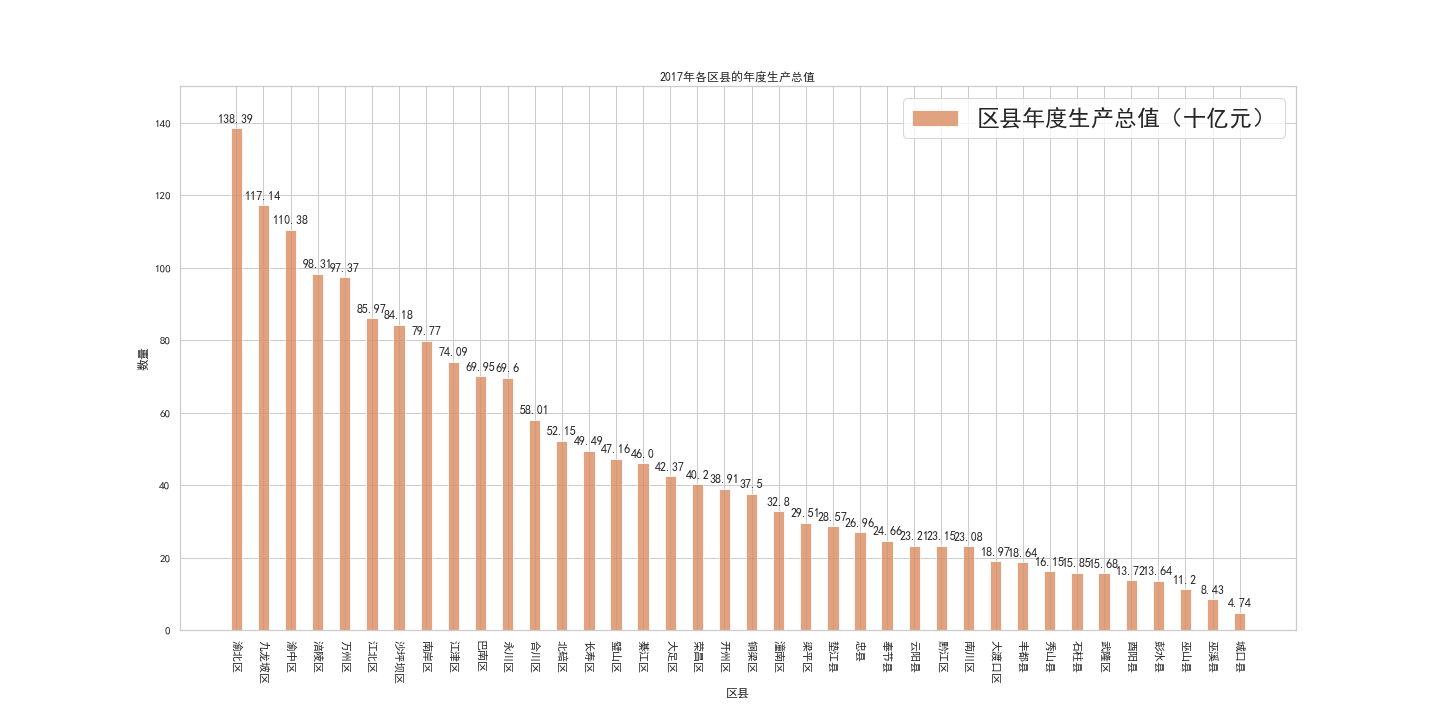 2017年各区县的年度生产总值
区县年度生产总值（十亿元）
数量
140
120
100
80
60
40
20
0
138.39
117.14
110.38
98.31
97.37
85.97
84.18
79.77
74.09
69.95
69.6
58.01
52.15
49.49
47.16
46.0
42.37
40.2
38.91
37.5
32.8
29.51
28.57
26.96
24.66
23.21
23.15
23.08
18.97
18.64
16.15
15.85
15.68
13.72
13.64
11.2
8.43
4.74
渝北区
九龙坡区
渝中区
涪陵区
万州区
江北区
沙坪坝区
南岸区
江津区
巴南区
永川区
合川区
北碚区
长寿区
璧山区
綦江区
大足区
荣昌区
开州区
铜梁区
潼南区
梁平区
垫江县
忠县
奉节县
云阳县
黔江区
南川区
大渡口区
丰都县
秀山县
石柱县
武隆区
酉阳县
彭水县
巫山县
巫溪县
城口县
区县